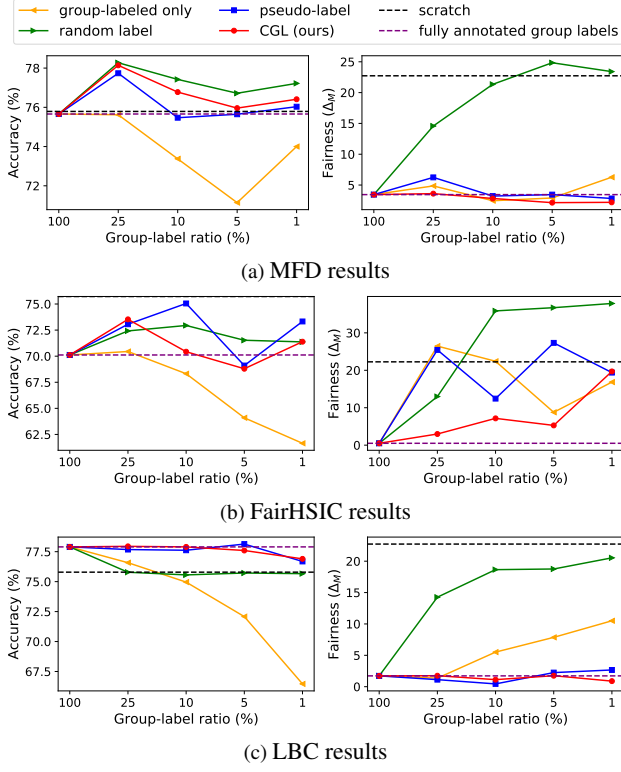 group-labeled only
pseudo-label
scratch
random label
CGL (ours)
fully annotated group labels
Accuracy (%)
78
76
74
72
100 25 10 5 1
Group-label ratio (%)
Fairness (Δ_M)
25
20
15
10
5
100 25 10 5 1
Group-label ratio (%)
(a) MFD results
Accuracy (%)
75.0
72.5
70.0
67.5
65.0
62.5
100 25 10 5 1
Group-label ratio (%)
Fairness (Δ_M)
30
20
10
0
100 25 10 5 1
Group-label ratio (%)
(b) FairHSIC results
Accuracy (%)
77.5
75.0
72.5
70.0
67.5
100 25 10 5 1
Group-label ratio (%)
Fairness (Δ_M)
20
15
10
5
0
100 25 10 5 1
Group-label ratio (%)
(c) LBC results